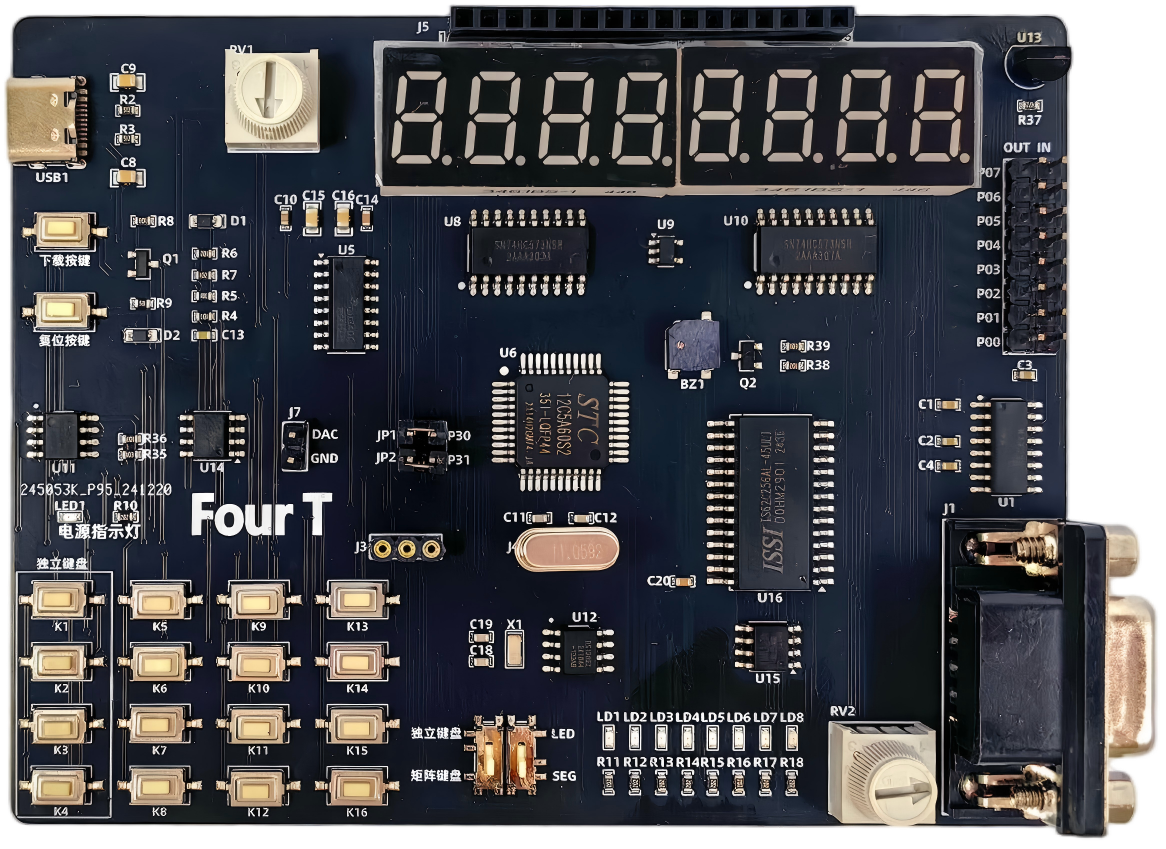 J5
RV1
U13
C9
R2
R3
C8
USB1
R37
OUT IN
P07
P06
P05
P04
P03
P02
P01
P00
C10
C15
C16
C14
R8
D1
下载按键
Q1
R6
R7
R5
R4
C13
R9
D2
复位按键
U5
U8
SN74HC573NSR
U9
U10
SN74HC573NSR
BZ1
Q2
R39
R38
C3
C1
C2
C4
U1
U6
STC
12C5A60S2
35I-LQFP44
J7
DAC
GND
JP1
P30
JP2
P31
U11
R36
R35
U14
245053K_P95_241220
LED1
R10
电源指示灯
Four T
IS62C256AL-45ULI
ISSI
U16
J1
C11
C12
J3
J4
11.0592
C20
独立键盘
K1
K5
K9
K13
K2
K6
K10
K14
K3
K7
K11
K15
K4
K8
K12
K16
C19
C18
X1
U12
U15
独立键盘
LED
矩阵键盘
SEG
LD1 LD2 LD3 LD4 LD5 LD6 LD7 LD8
R11 R12 R13 R14 R15 R16 R17 R18
RV2